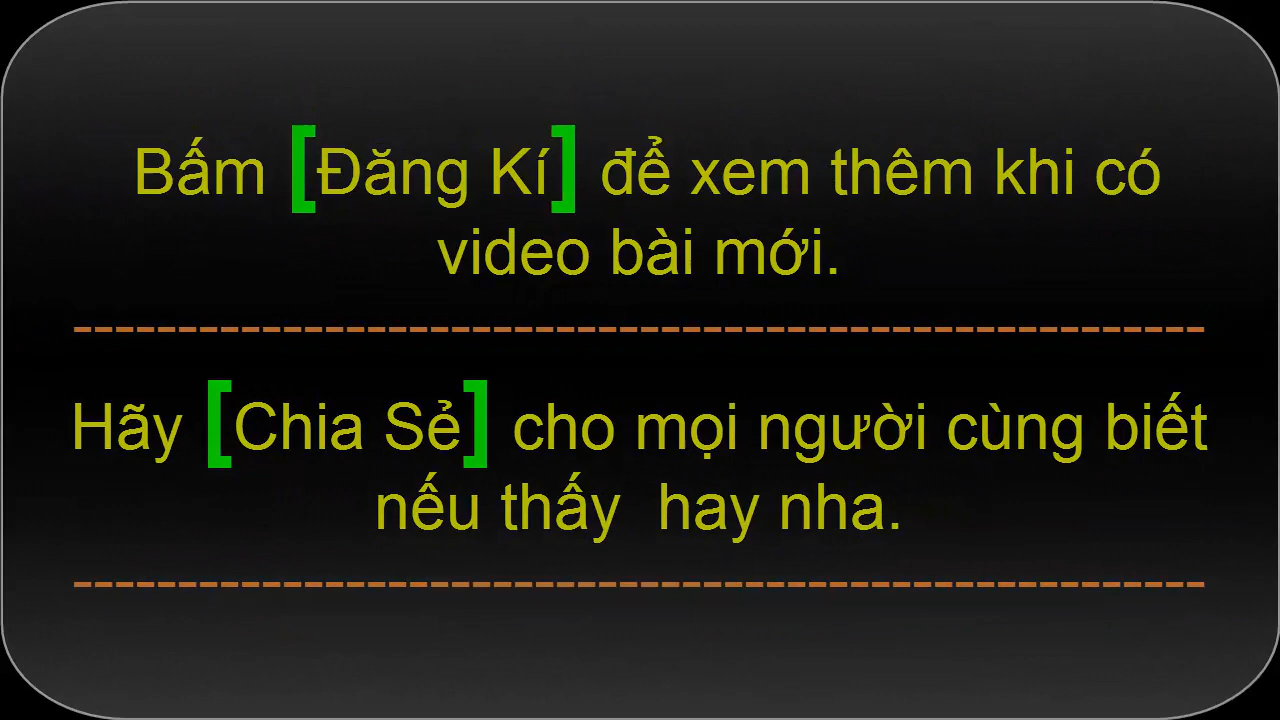 Bấm [Đăng Kí] để xem thêm khi có
video bài mới.
------------------------------------------------------
Hãy [Chia Sẻ] cho mọi người cùng biết
nếu thấy  hay nha.
------------------------------------------------------